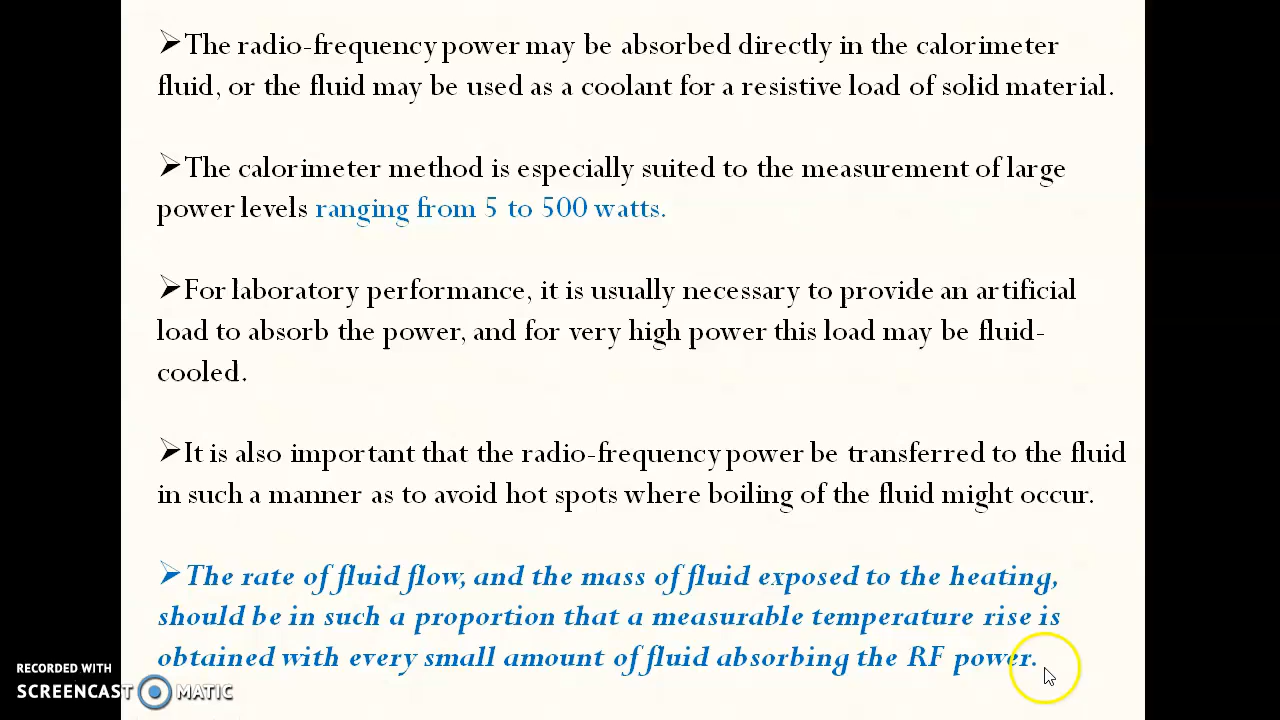 ➢The radio-frequency power may be absorbed directly in the calorimeter
fluid, or the fluid may be used as a coolant for a resistive load of solid material.
➢The calorimeter method is especially suited to the measurement of large
power levels ranging from 5 to 500 watts.
➢For laboratory performance, it is usually necessary to provide an artificial
load to absorb the power, and for very high power this load may be fluid-
cooled.
➢It is also important that the radio-frequency power be transferred to the fluid
in such a manner as to avoid hot spots where boiling of the fluid might occur.
➢The rate of fluid flow, and the mass of fluid exposed to the heating,
should be in such a proportion that a measurable temperature rise is
obtained with every small amount of fluid absorbing the RF power.
RECORDED WITH
SCREENCAST MATIC